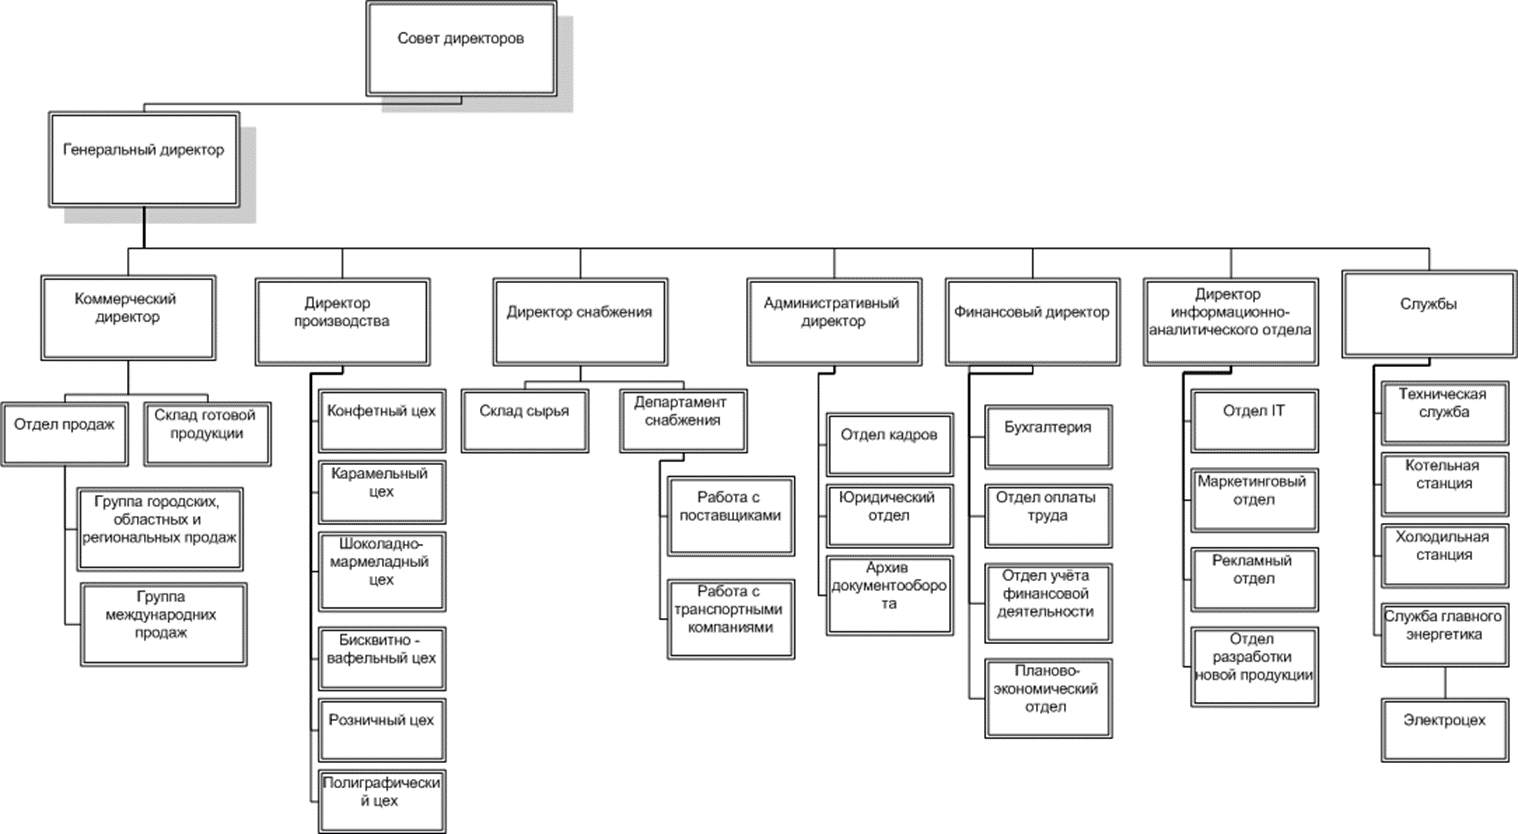 Совет директоров
Генеральный директор
Коммерческий
директор
Директор
производства
Директор снабжения
Административный
директор
Финансовый директор
Директор
информационно-
аналитического отдела
Службы
Отдел продаж
Склад готовой
продукции
Группа городских,
областных и
региональных продаж
Группа
международних
продаж
Конфетный цех
Карамельный
цех
Шоколадно-
мармеладный
цех
Бисквитно -
вафельный цех
Розничный цех
Полиграфически
й цех
Склад сырья
Департамент
снабжения
Работа с
поставщиками
Работа с
транспортными
компаниями
Отдел кадров
Юридический
отдел
Архив
документооборо
та
Бухгалтерия
Отдел оплаты
труда
Отдел учёта
финансовой
деятельности
Планово-
экономический
отдел
Отдел IT
Маркетинговый
отдел
Рекламный
отдел
Отдел
разработки
новой продукции
Техническая
служба
Котельная
станция
Холодильная
станция
Служба главного
энергетика
Электроцех